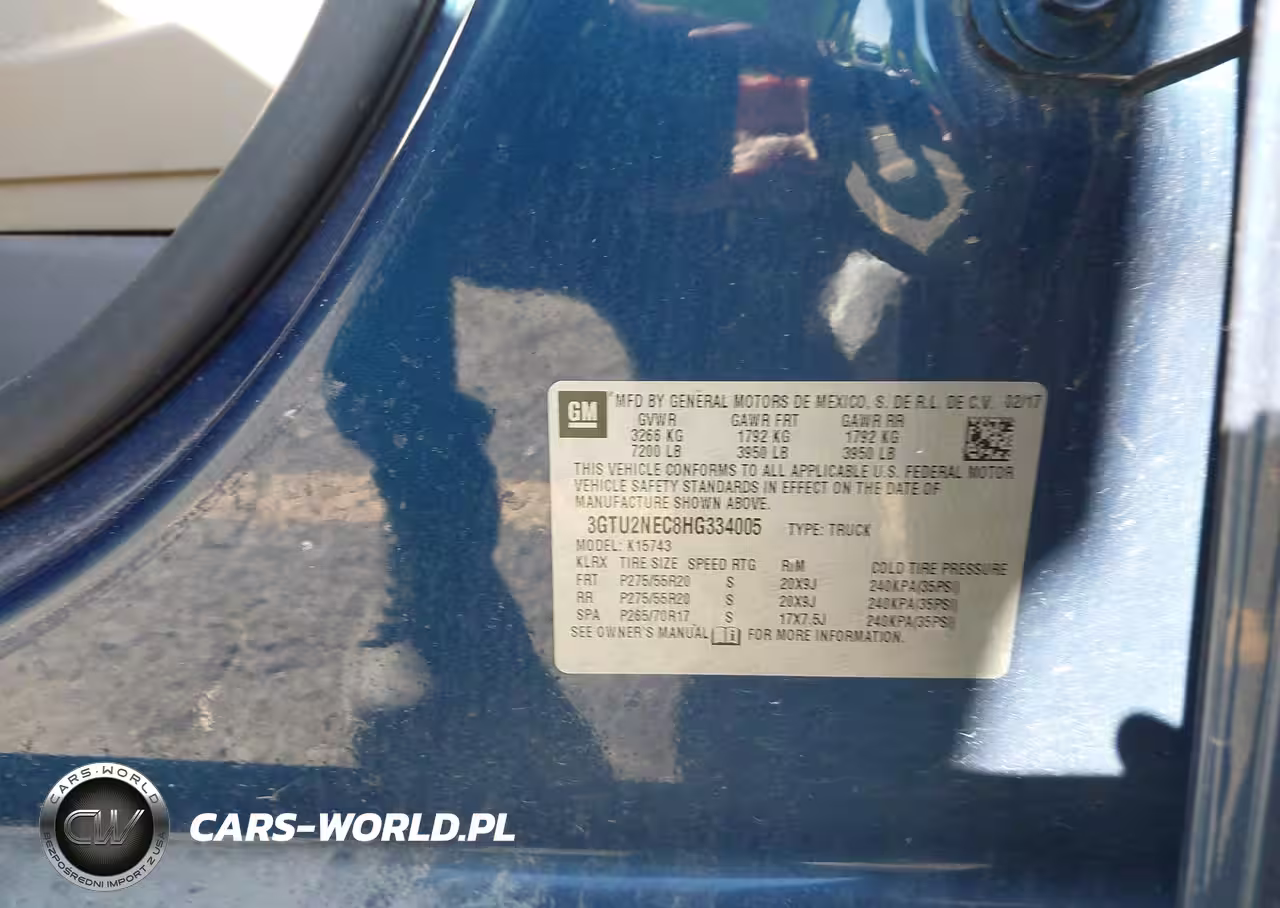 GM
MFD BY GENERAL MOTORS DE MEXICO, S. DE R.L. DE C.V. 02/17
GVWR GAWR FRT GAWR RR
3266 KG 1792 KG 1792 KG
7200 LB 3950 LB 3950 LB
THIS VEHICLE CONFORMS TO ALL APPLICABLE U.S. FEDERAL MOTOR
VEHICLE SAFETY STANDARDS IN EFFECT ON THE DATE OF
MANUFACTURE SHOWN ABOVE.
3GTU2NEC8HG334005 TYPE: TRUCK
MODEL: K15743
KLRX TIRE SIZE SPEED RTG RIM COLD TIRE PRESSURE
FRT P275/55R20 S 20X9J 240KPA(35PSI)
RR P275/55R20 S 20X9J 240KPA(35PSI)
SPA P265/70R17 S 17X7.5J 240KPA(35PSI)
SEE OWNER'S MANUAL FOR MORE INFORMATION.
CARS-WORLD
CW
BEZPOŚREDNI IMPORT Z USA
CARS-WORLD.PL